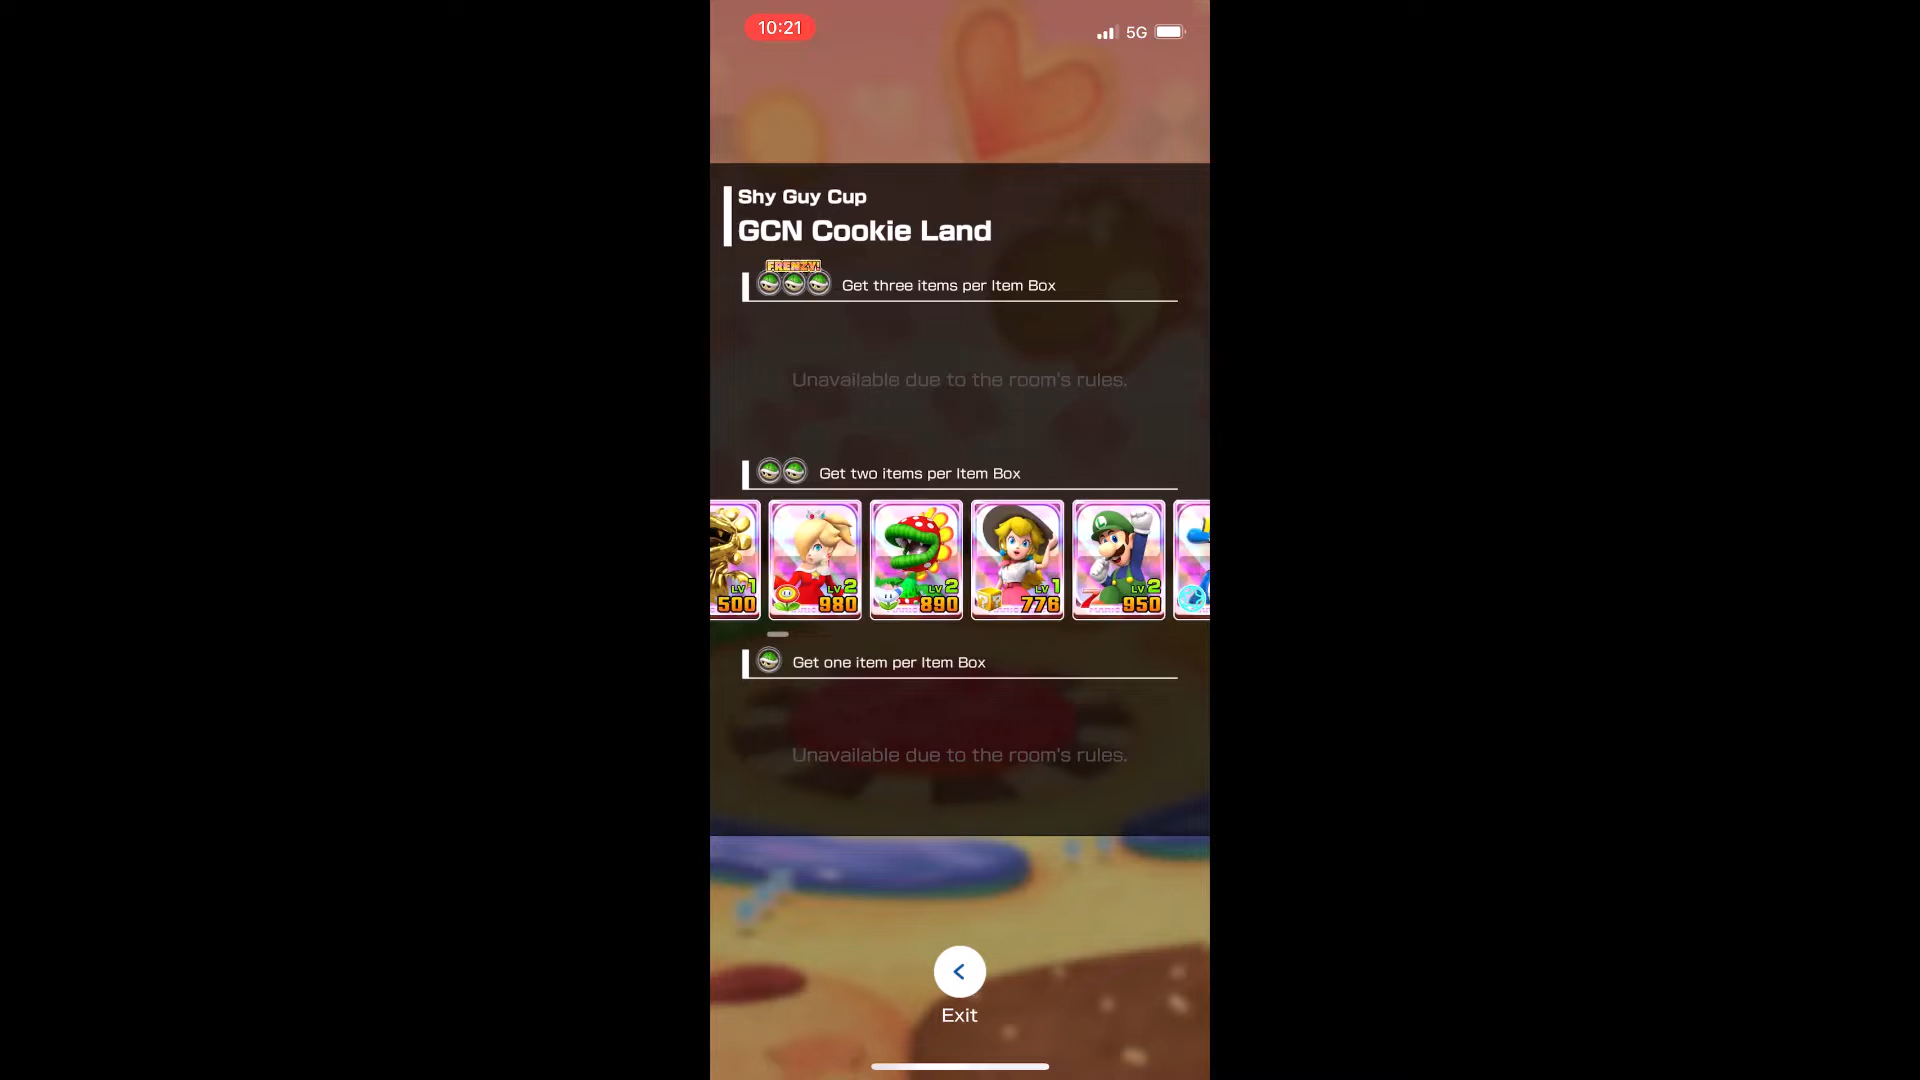 10:21
5G
Shy Guy Cup
GCN Cookie Land
FRENZY!
Get three items per Item Box
Unavailable due to the room's rules.
Get two items per Item Box
LV 1
500
LV 2
980
LV 2
890
LV 1
776
LV 2
950
Get one item per Item Box
Unavailable due to the room's rules.
Exit